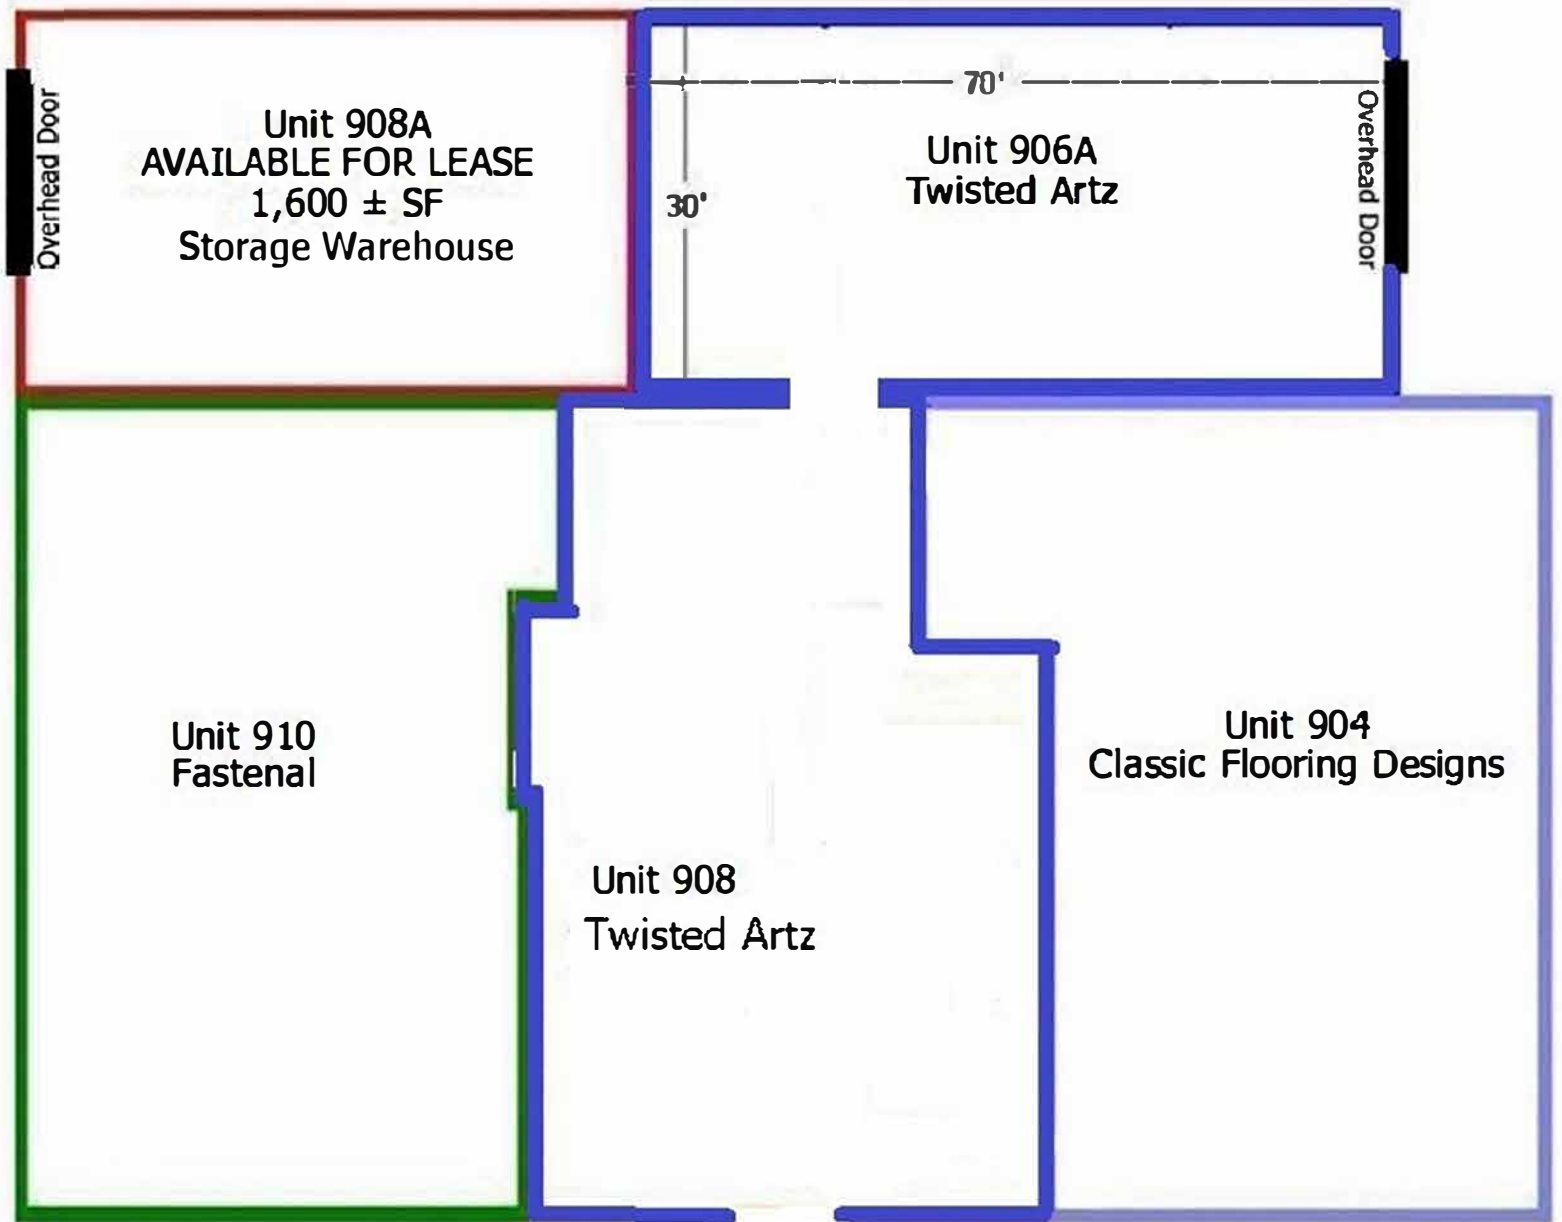 Overhead Door
Unit 908A
AVAILABLE FOR LEASE
1,600 ± SF
Storage Warehouse
70'
30'
Unit 906A
Twisted Artz
Overhead Door
Unit 910
Fastenal
Unit 908
Twisted Artz
Unit 904
Classic Flooring Designs